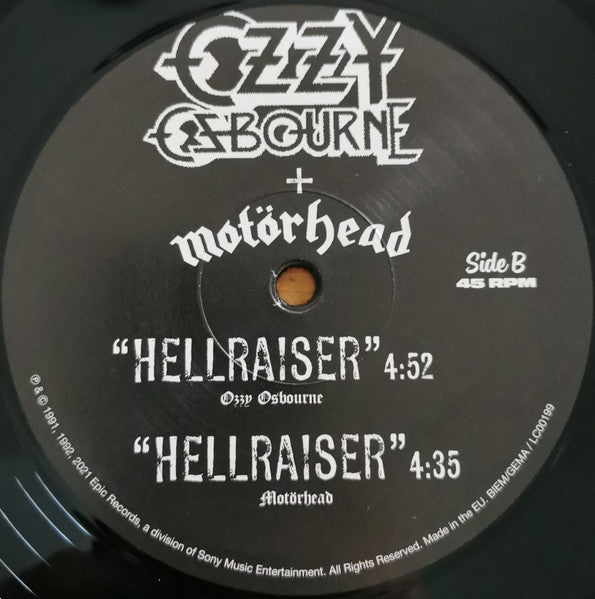 Ozzy
Osbourne
+
motörhead
Side B
45 RPM
“HELLRAISER” 4:52
Ozzy Osbourne
“HELLRAISER” 4:35
Motörhead
℗ & © 1991, 1992, 2021 Epic Records, a division of Sony Music Entertainment. All Rights Reserved. Made in the EU. BIEM/GEMA / LC00199